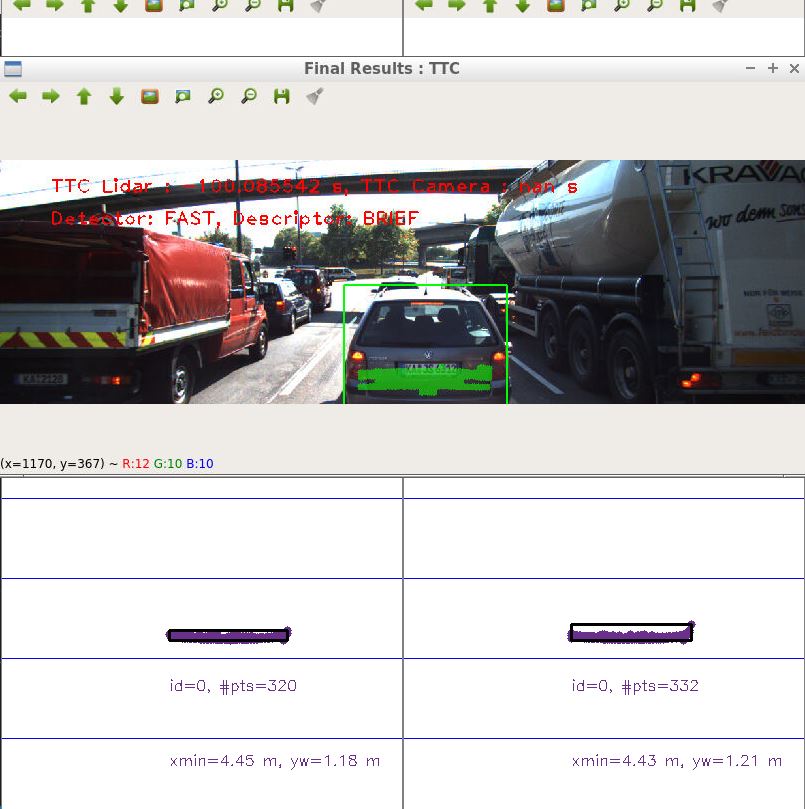 Final Results : TTC
TTC Lidar : -100.085542 s, TTC Camera : nan s
Detector: FAST, Descriptor: BRIEF
KRAVAG
wo denn sonst
(x=1170, y=367) ~ R:12 G:10 B:10
id=0, #pts=320
id=0, #pts=332
xmin=4.45 m, yw=1.18 m
xmin=4.43 m, yw=1.21 m